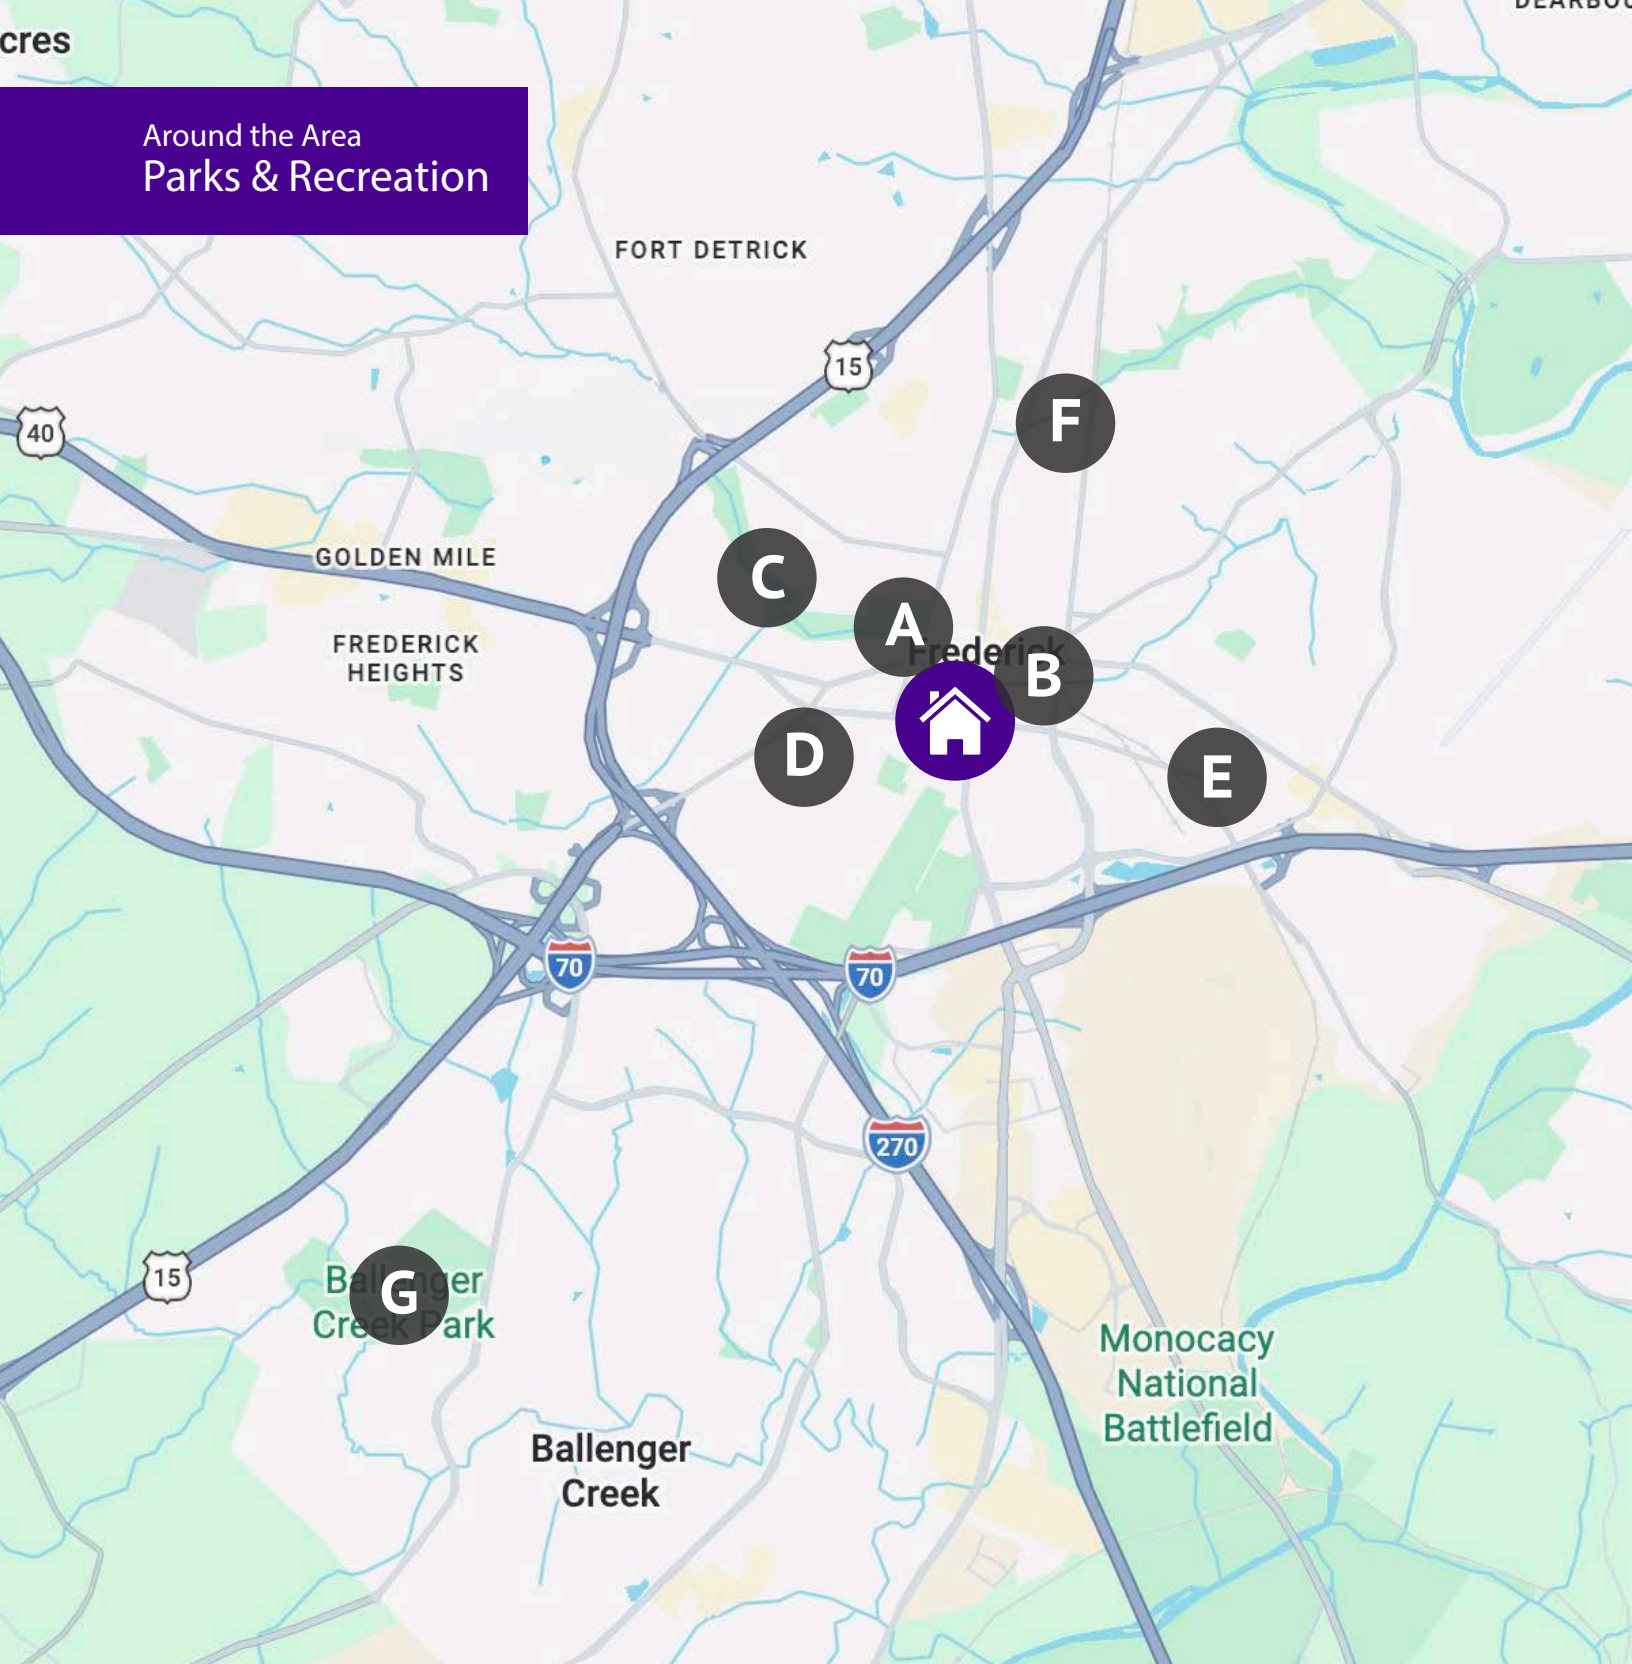 cres
Around the Area
Parks & Recreation
FORT DETRICK
15
40
F
GOLDEN MILE
C
A
Frederick
FREDERICK
HEIGHTS
B
D
E
70
70
270
15
Ballenger
Creek Park
G
Monocacy
National
Battlefield
Ballenger
Creek